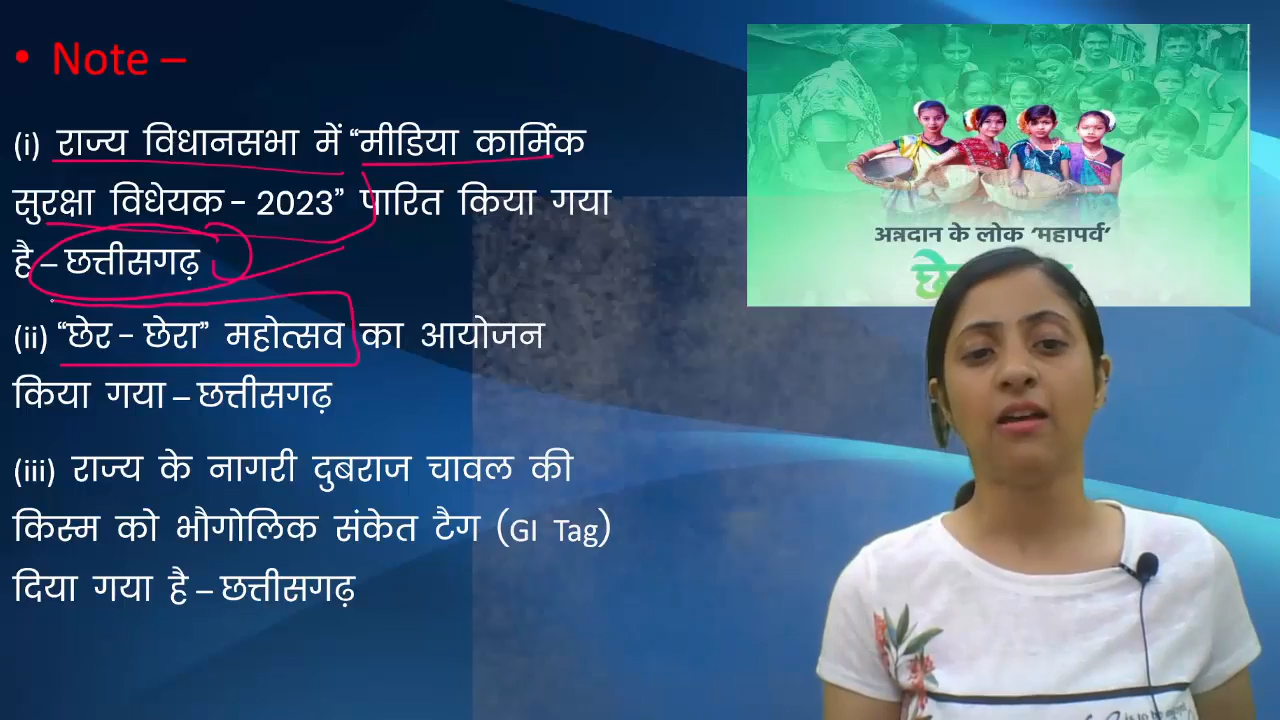 • Note –
(i) राज्य विधानसभा में “मीडिया कार्मिक
सुरक्षा विधेयक - 2023” पारित किया गया
है – छत्तीसगढ़
(ii) “छेर - छेरा” महोत्सव का आयोजन
किया गया – छत्तीसगढ़
(iii) राज्य के नागरी दुबराज चावल की
किस्म को भौगोलिक संकेत टैग (GI Tag)
दिया गया है – छत्तीसगढ़
अन्नदान के लोक ‘महापर्व’